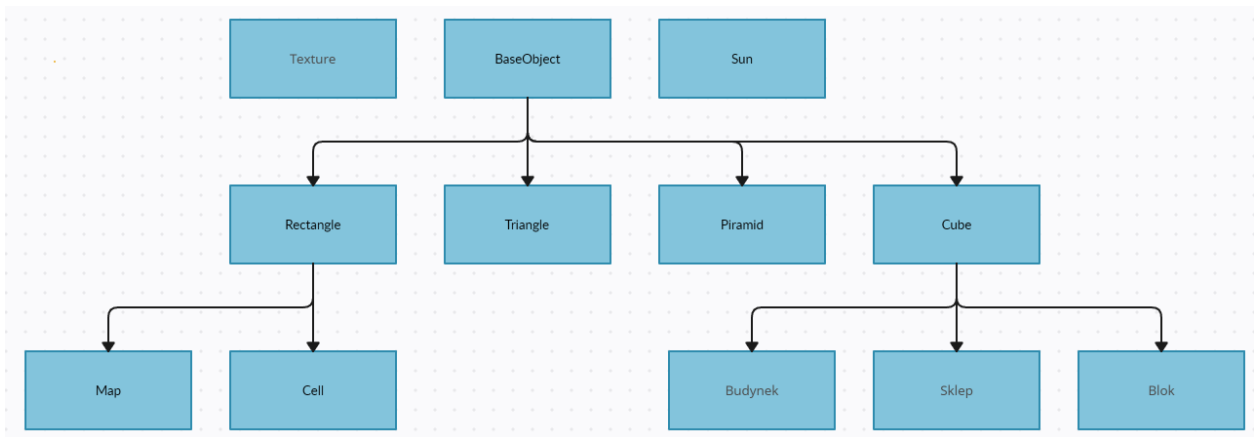 Texture
BaseObject
Sun
Rectangle
Triangle
Piramid
Cube
Map
Cell
Budynek
Sklep
Blok